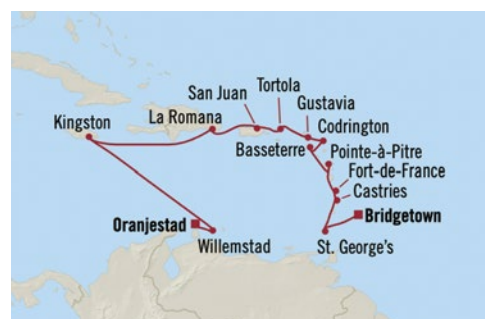 Tortola
San Juan
Gustavia
La Romana
Kingston
Codrington
Basseterre
Pointe-à-Pitre
Fort-de-France
Castries
Bridgetown
Oranjestad
Willemstad
St. George's